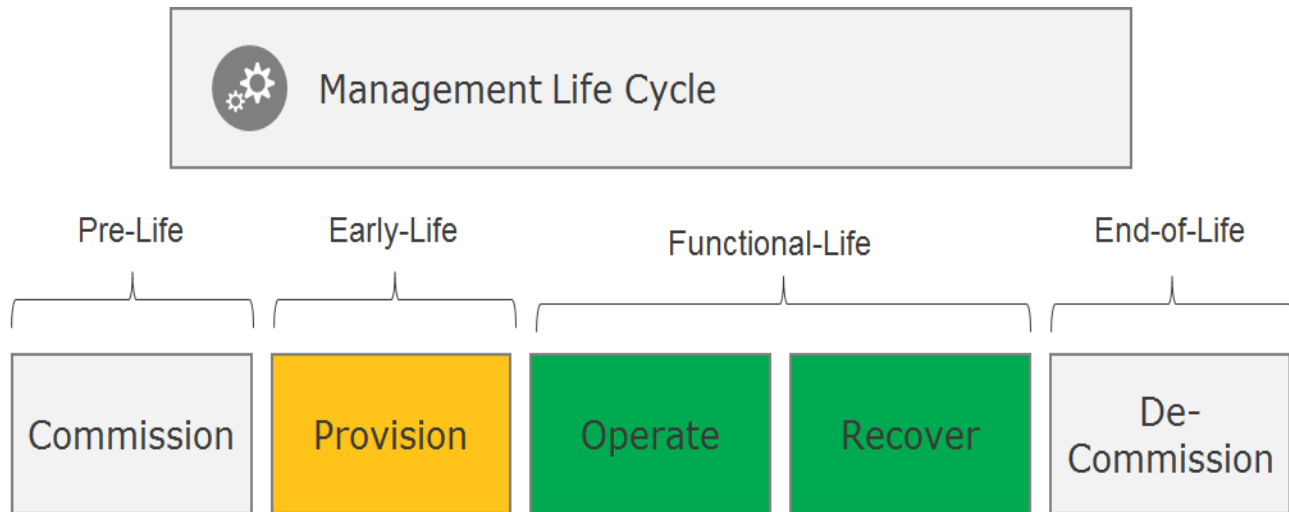 Management Life Cycle
Pre-Life
Early-Life
Functional-Life
End-of-Life
Commission
Provision
Operate
Recover
De-
Commission